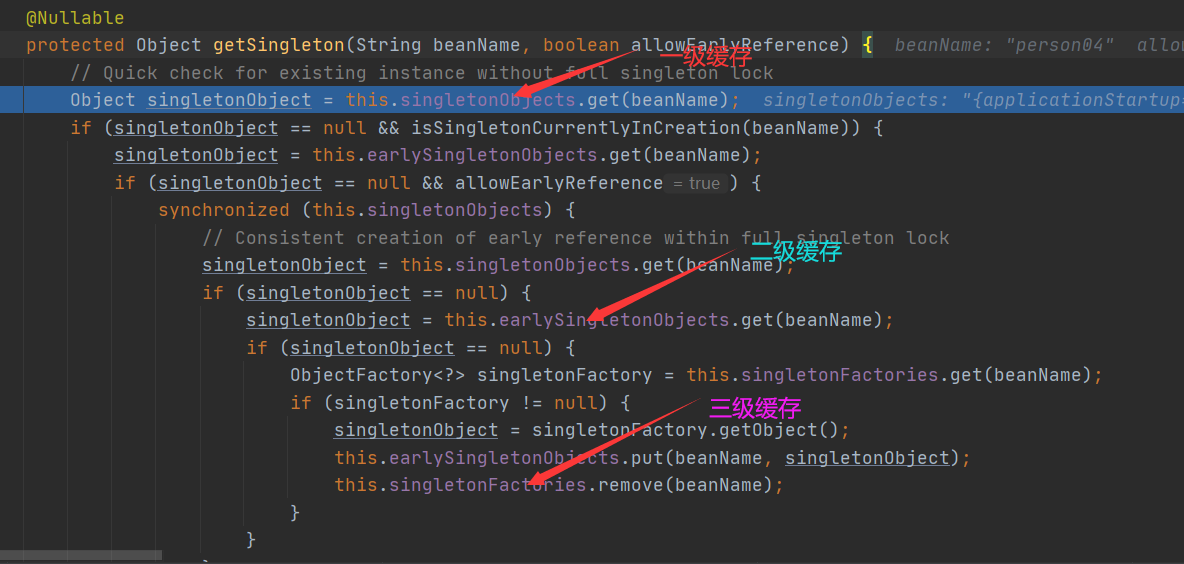 @Nullable
protected Object getSingleton(String beanName, boolean allowEarlyReference) { beanName: "person04" allow
// Quick check for existing instance without full singleton lock
一级缓存
Object singletonObject = this.singletonObjects.get(beanName); singletonObjects: "{applicationStartup=
if (singletonObject == null && isSingletonCurrentlyInCreation(beanName)) {
singletonObject = this.earlySingletonObjects.get(beanName);
if (singletonObject == null && allowEarlyReference = true ) {
synchronized (this.singletonObjects) {
// Consistent creation of early reference within full singleton lock
二级缓存
singletonObject = this.singletonObjects.get(beanName);
if (singletonObject == null) {
singletonObject = this.earlySingletonObjects.get(beanName);
if (singletonObject == null) {
ObjectFactory<?> singletonFactory = this.singletonFactories.get(beanName);
if (singletonFactory != null) {
三级缓存
singletonObject = singletonFactory.getObject();
this.earlySingletonObjects.put(beanName, singletonObject);
this.singletonFactories.remove(beanName);
}
}